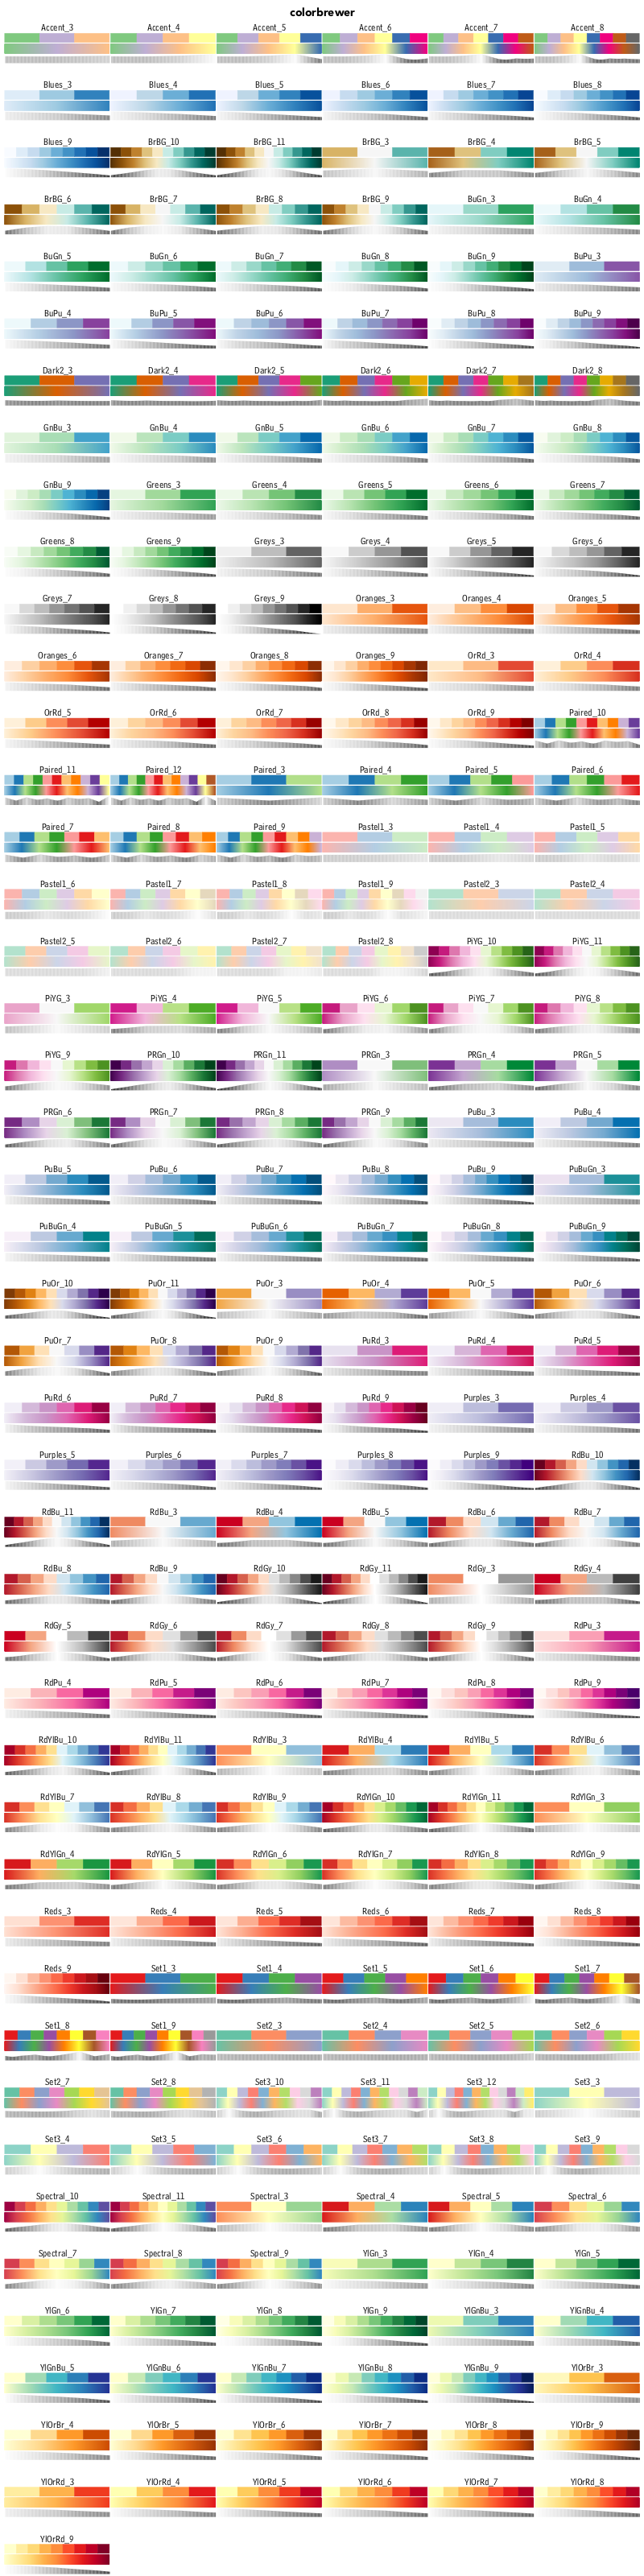 colorbrewer
Accent_3 Accent_4 Accent_5 Accent_6 Accent_7 Accent_8
Blues_3 Blues_4 Blues_5 Blues_6 Blues_7 Blues_8
Blues_9 BrBG_10 BrBG_11 BrBG_3 BrBG_4 BrBG_5
BrBG_6 BrBG_7 BrBG_8 BrBG_9 BuGn_3 BuGn_4
BuGn_5 BuGn_6 BuGn_7 BuGn_8 BuGn_9 BuPu_3
BuPu_4 BuPu_5 BuPu_6 BuPu_7 BuPu_8 BuPu_9
Dark2_3 Dark2_4 Dark2_5 Dark2_6 Dark2_7 Dark2_8
GnBu_3 GnBu_4 GnBu_5 GnBu_6 GnBu_7 GnBu_8
GnBu_9 Greens_3 Greens_4 Greens_5 Greens_6 Greens_7
Greens_8 Greens_9 Greys_3 Greys_4 Greys_5 Greys_6
Greys_7 Greys_8 Greys_9 Oranges_3 Oranges_4 Oranges_5
Oranges_6 Oranges_7 Oranges_8 Oranges_9 OrRd_3 OrRd_4
OrRd_5 OrRd_6 OrRd_7 OrRd_8 OrRd_9 Paired_10
Paired_11 Paired_12 Paired_3 Paired_4 Paired_5 Paired_6
Paired_7 Paired_8 Paired_9 Pastel1_3 Pastel1_4 Pastel1_5
Pastel1_6 Pastel1_7 Pastel1_8 Pastel1_9 Pastel2_3 Pastel2_4
Pastel2_5 Pastel2_6 Pastel2_7 Pastel2_8 PiYG_10 PiYG_11
PiYG_3 PiYG_4 PiYG_5 PiYG_6 PiYG_7 PiYG_8
PiYG_9 PRGn_10 PRGn_11 PRGn_3 PRGn_4 PRGn_5
PRGn_6 PRGn_7 PRGn_8 PRGn_9 PuBu_3 PuBu_4
PuBu_5 PuBu_6 PuBu_7 PuBu_8 PuBu_9 PuBuGn_3
PuBuGn_4 PuBuGn_5 PuBuGn_6 PuBuGn_7 PuBuGn_8 PuBuGn_9
PuOr_10 PuOr_11 PuOr_3 PuOr_4 PuOr_5 PuOr_6
PuOr_7 PuOr_8 PuOr_9 PuRd_3 PuRd_4 PuRd_5
PuRd_6 PuRd_7 PuRd_8 PuRd_9 Purples_3 Purples_4
Purples_5 Purples_6 Purples_7 Purples_8 Purples_9 RdBu_10
RdBu_11 RdBu_3 RdBu_4 RdBu_5 RdBu_6 RdBu_7
RdBu_8 RdBu_9 RdGy_10 RdGy_11 RdGy_3 RdGy_4
RdGy_5 RdGy_6 RdGy_7 RdGy_8 RdGy_9 RdPu_3
RdPu_4 RdPu_5 RdPu_6 RdPu_7 RdPu_8 RdPu_9
RdYlBu_10 RdYlBu_11 RdYlBu_3 RdYlBu_4 RdYlBu_5 RdYlBu_6
RdYlBu_7 RdYlBu_8 RdYlBu_9 RdYlGn_10 RdYlGn_11 RdYlGn_3
RdYlGn_4 RdYlGn_5 RdYlGn_6 RdYlGn_7 RdYlGn_8 RdYlGn_9
Reds_3 Reds_4 Reds_5 Reds_6 Reds_7 Reds_8
Reds_9 Set1_3 Set1_4 Set1_5 Set1_6 Set1_7
Set1_8 Set1_9 Set2_3 Set2_4 Set2_5 Set2_6
Set2_7 Set2_8 Set3_10 Set3_11 Set3_12 Set3_3
Set3_4 Set3_5 Set3_6 Set3_7 Set3_8 Set3_9
Spectral_10 Spectral_11 Spectral_3 Spectral_4 Spectral_5 Spectral_6
Spectral_7 Spectral_8 Spectral_9 YlGn_3 YlGn_4 YlGn_5
YlGn_6 YlGn_7 YlGn_8 YlGn_9 YlGnBu_3 YlGnBu_4
YlGnBu_5 YlGnBu_6 YlGnBu_7 YlGnBu_8 YlGnBu_9 YlOrBr_3
YlOrBr_4 YlOrBr_5 YlOrBr_6 YlOrBr_7 YlOrBr_8 YlOrBr_9
YlOrRd_3 YlOrRd_4 YlOrRd_5 YlOrRd_6 YlOrRd_7 YlOrRd_8
YlOrRd_9